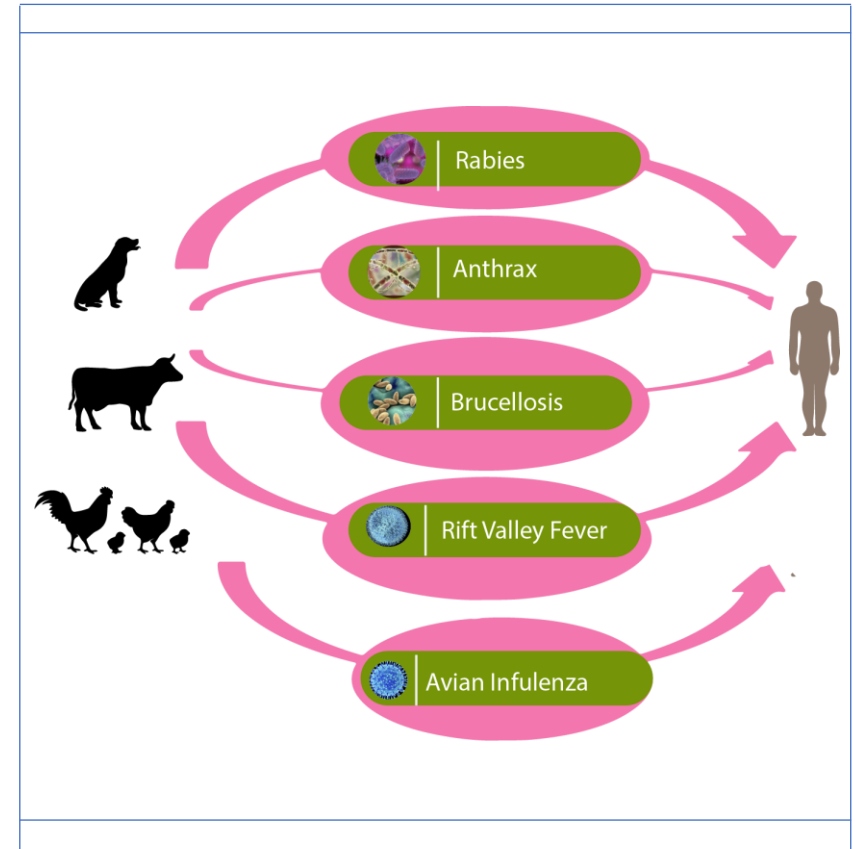 Rabies
Anthrax
Brucellosis
Rift Valley Fever
Avian Infulenza